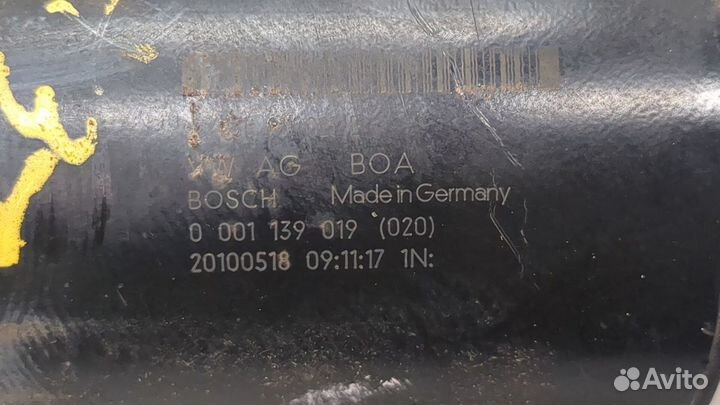 VW AG BOA
BOSCH Made in Germany
0 001 139 019 (020)
20100518 09:11:17 1N:
Avito